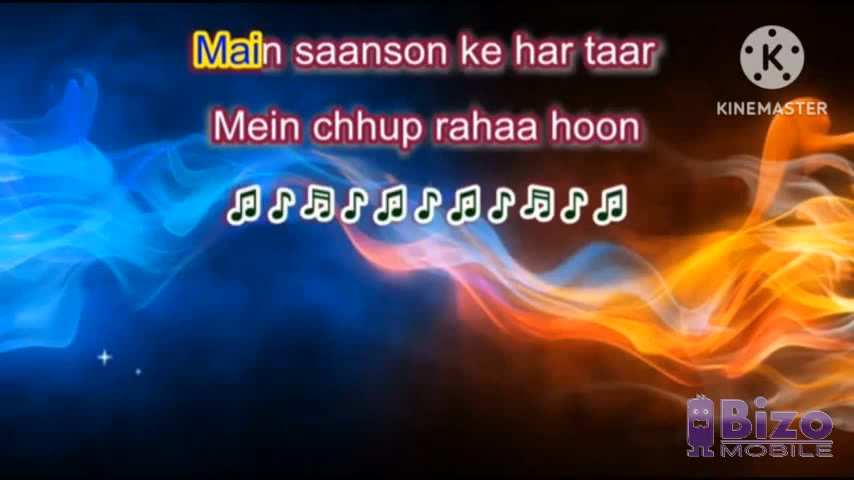 Main saanson ke har taar
KINEMASTER
Mein chhup rahaa hoon
Bizo
MOBILE